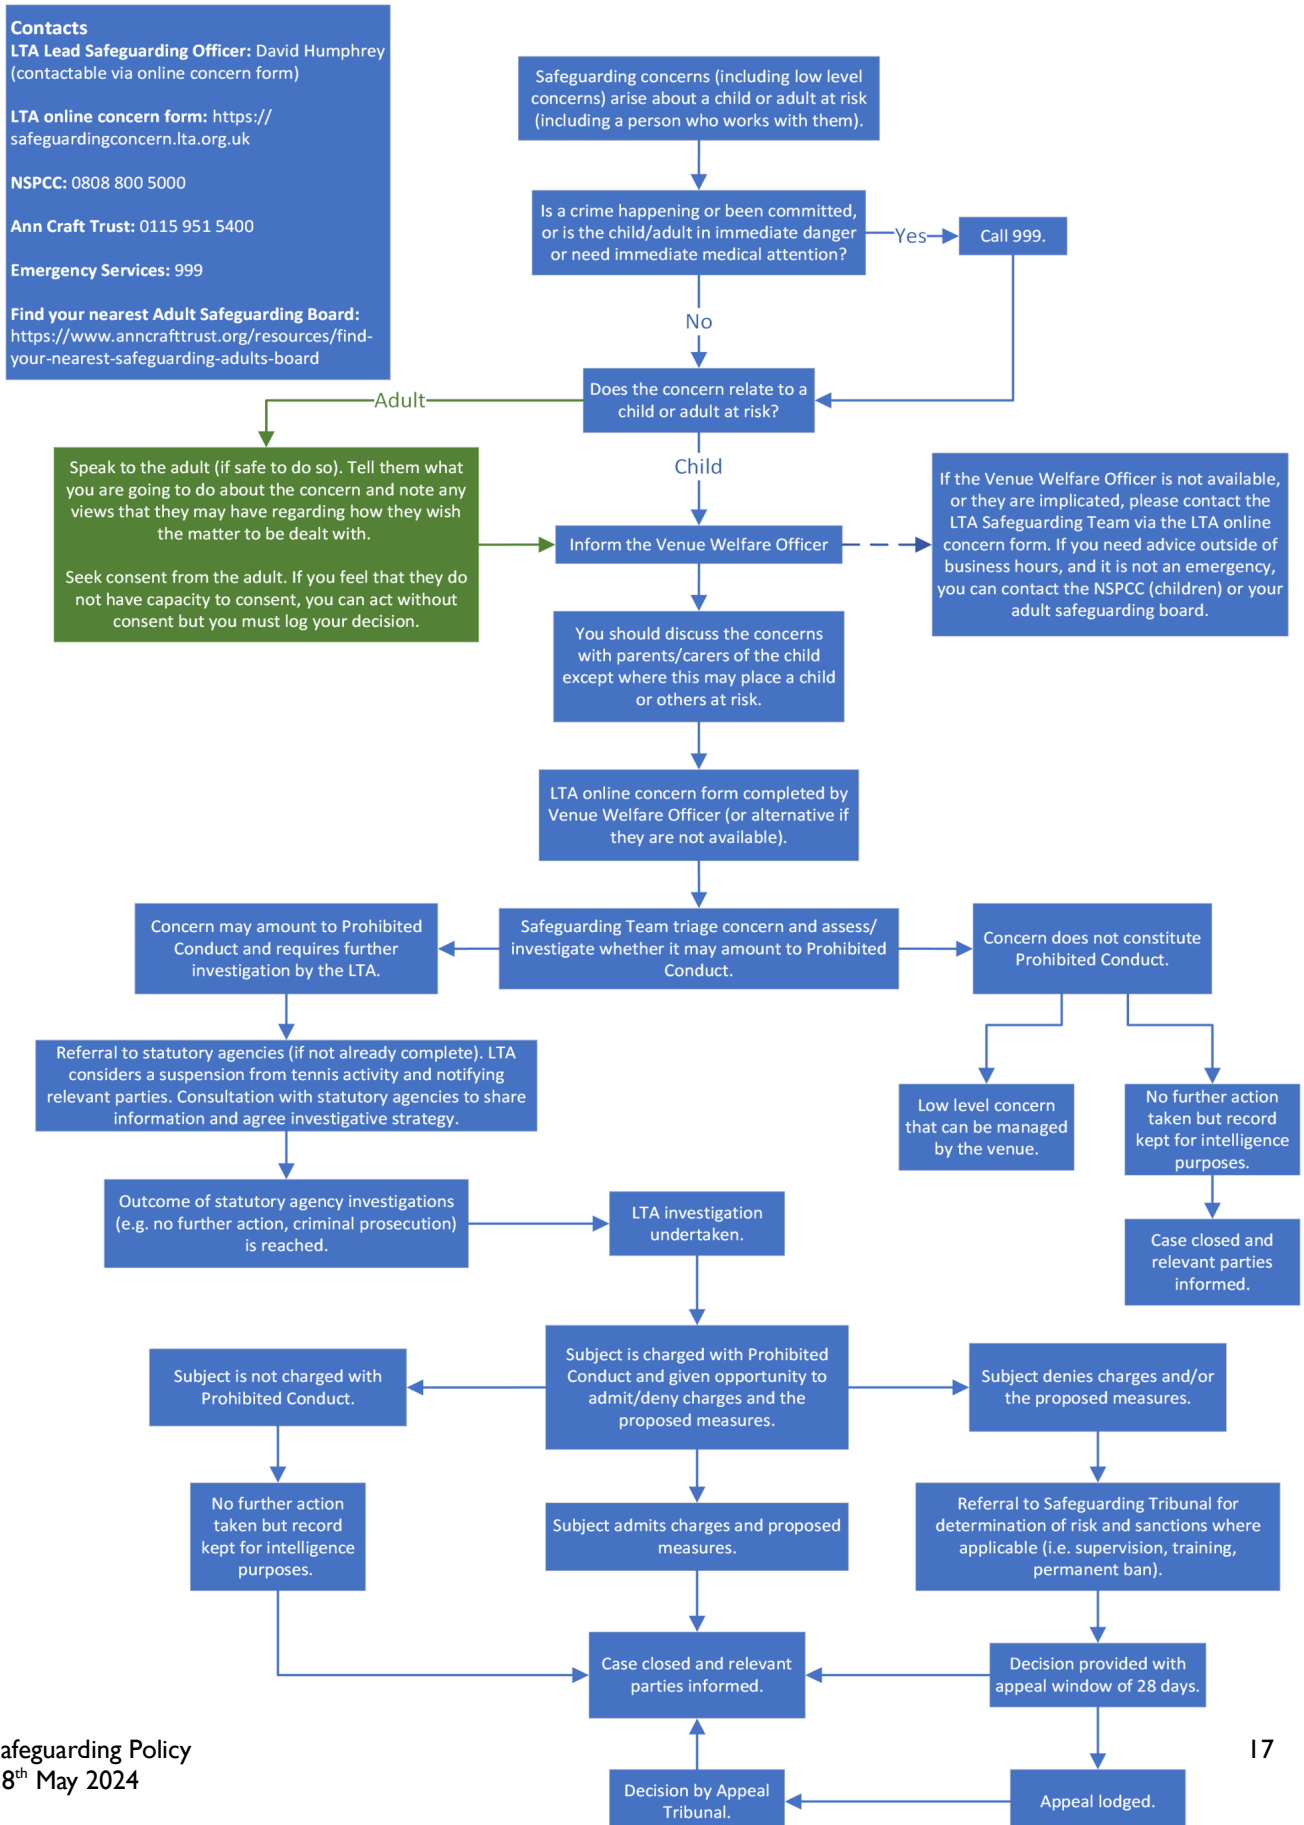 Contacts
LTA Lead Safeguarding Officer: David Humphrey
(contactable via online concern form)
LTA online concern form: https://
safeguardingconcern.lta.org.uk
NSPCC: 0808 800 5000
Ann Craft Trust: 0115 951 5400
Emergency Services: 999
Find your nearest Adult Safeguarding Board:
https://www.anncrafttrust.org/resources/find-
your-nearest-safeguarding-adults-board
Safeguarding concerns (including low level
concerns) arise about a child or adult at risk
(including a person who works with them).
Is a crime happening or been committed,
or is the child/adult in immediate danger
or need immediate medical attention?
Yes
Call 999.
No
Does the concern relate to a
child or adult at risk?
Adult
Child
Speak to the adult (if safe to do so). Tell them what
you are going to do about the concern and note any
views that they may have regarding how they wish
the matter to be dealt with.
Seek consent from the adult. If you feel that they do
not have capacity to consent, you can act without
consent but you must log your decision.
Inform the Venue Welfare Officer
If the Venue Welfare Officer is not available,
or they are implicated, please contact the
LTA Safeguarding Team via the LTA online
concern form. If you need advice outside of
business hours, and it is not an emergency,
you can contact the NSPCC (children) or your
adult safeguarding board.
You should discuss the concerns
with parents/carers of the child
except where this may place a child
or others at risk.
LTA online concern form completed by
Venue Welfare Officer (or alternative if
they are not available).
Concern may amount to Prohibited
Conduct and requires further
investigation by the LTA.
Safeguarding Team triage concern and assess/
investigate whether it may amount to Prohibited
Conduct.
Concern does not constitute
Prohibited Conduct.
Referral to statutory agencies (if not already complete). LTA
considers a suspension from tennis activity and notifying
relevant parties. Consultation with statutory agencies to share
information and agree investigative strategy.
Low level concern
that can be managed
by the venue.
No further action
taken but record
kept for intelligence
purposes.
Outcome of statutory agency investigations
(e.g. no further action, criminal prosecution)
is reached.
LTA investigation
undertaken.
Case closed and
relevant parties
informed.
Subject is not charged with
Prohibited Conduct.
Subject is charged with Prohibited
Conduct and given opportunity to
admit/deny charges and the
proposed measures.
Subject denies charges and/or
the proposed measures.
No further action
taken but record
kept for intelligence
purposes.
Subject admits charges and proposed
measures.
Referral to Safeguarding Tribunal for
determination of risk and sanctions where
applicable (i.e. supervision, training,
permanent ban).
Case closed and relevant
parties informed.
Decision provided with
appeal window of 28 days.
Decision by Appeal
Tribunal.
Appeal lodged.
afeguarding Policy
8th May 2024
17